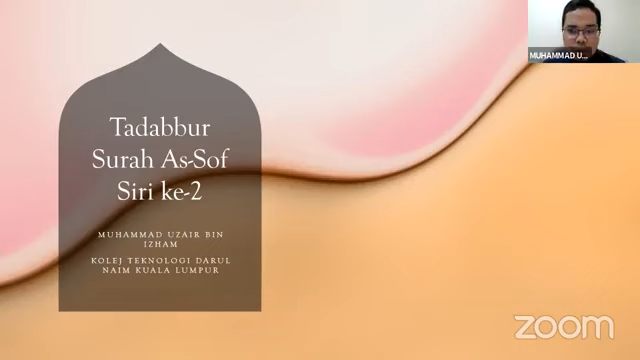 MUHAMMAD U...
Tadabbur
Surah As-Sof
Siri ke-2
MUHAMMAD UZAIR BIN
IZHAM
KOLEJ TEKNOLOGI DARUL
NAIM KUALA LUMPUR
zoom